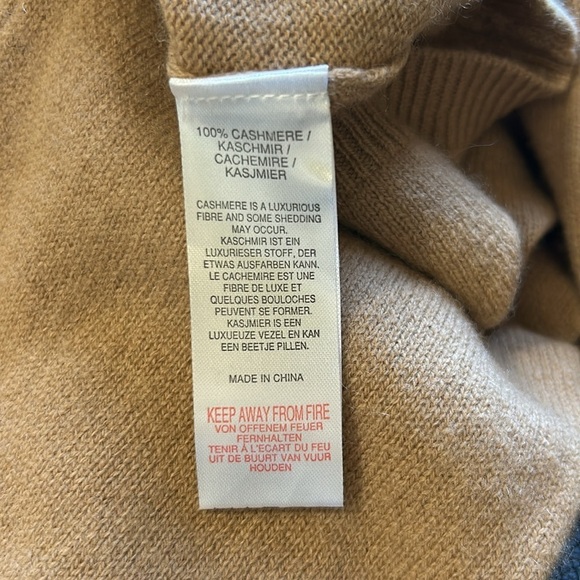 100% CASHMERE /
KASCHMIR /
CACHEMIRE /
KASJMIER
CASHMERE IS A LUXURIOUS
FIBRE AND SOME SHEDDING
MAY OCCUR.
KASCHMIR IST EIN
LUXURIESER STOFF, DER
ETWAS AUSFARBEN KANN.
LE CACHEMIRE EST UNE
FIBRE DE LUXE ET
QUELQUES BOULOCHES
PEUVENT SE FORMER.
KASJMIER IS EEN
LUXUEUZE VEZEL EN KAN
EEN BEETJE PILLEN.
MADE IN CHINA
KEEP AWAY FROM FIRE
VON OFFENEM FEUER
FERNHALTEN
TENIR À L'ECART DU FEU
UIT DE BUURT VAN VUUR
HOUDEN